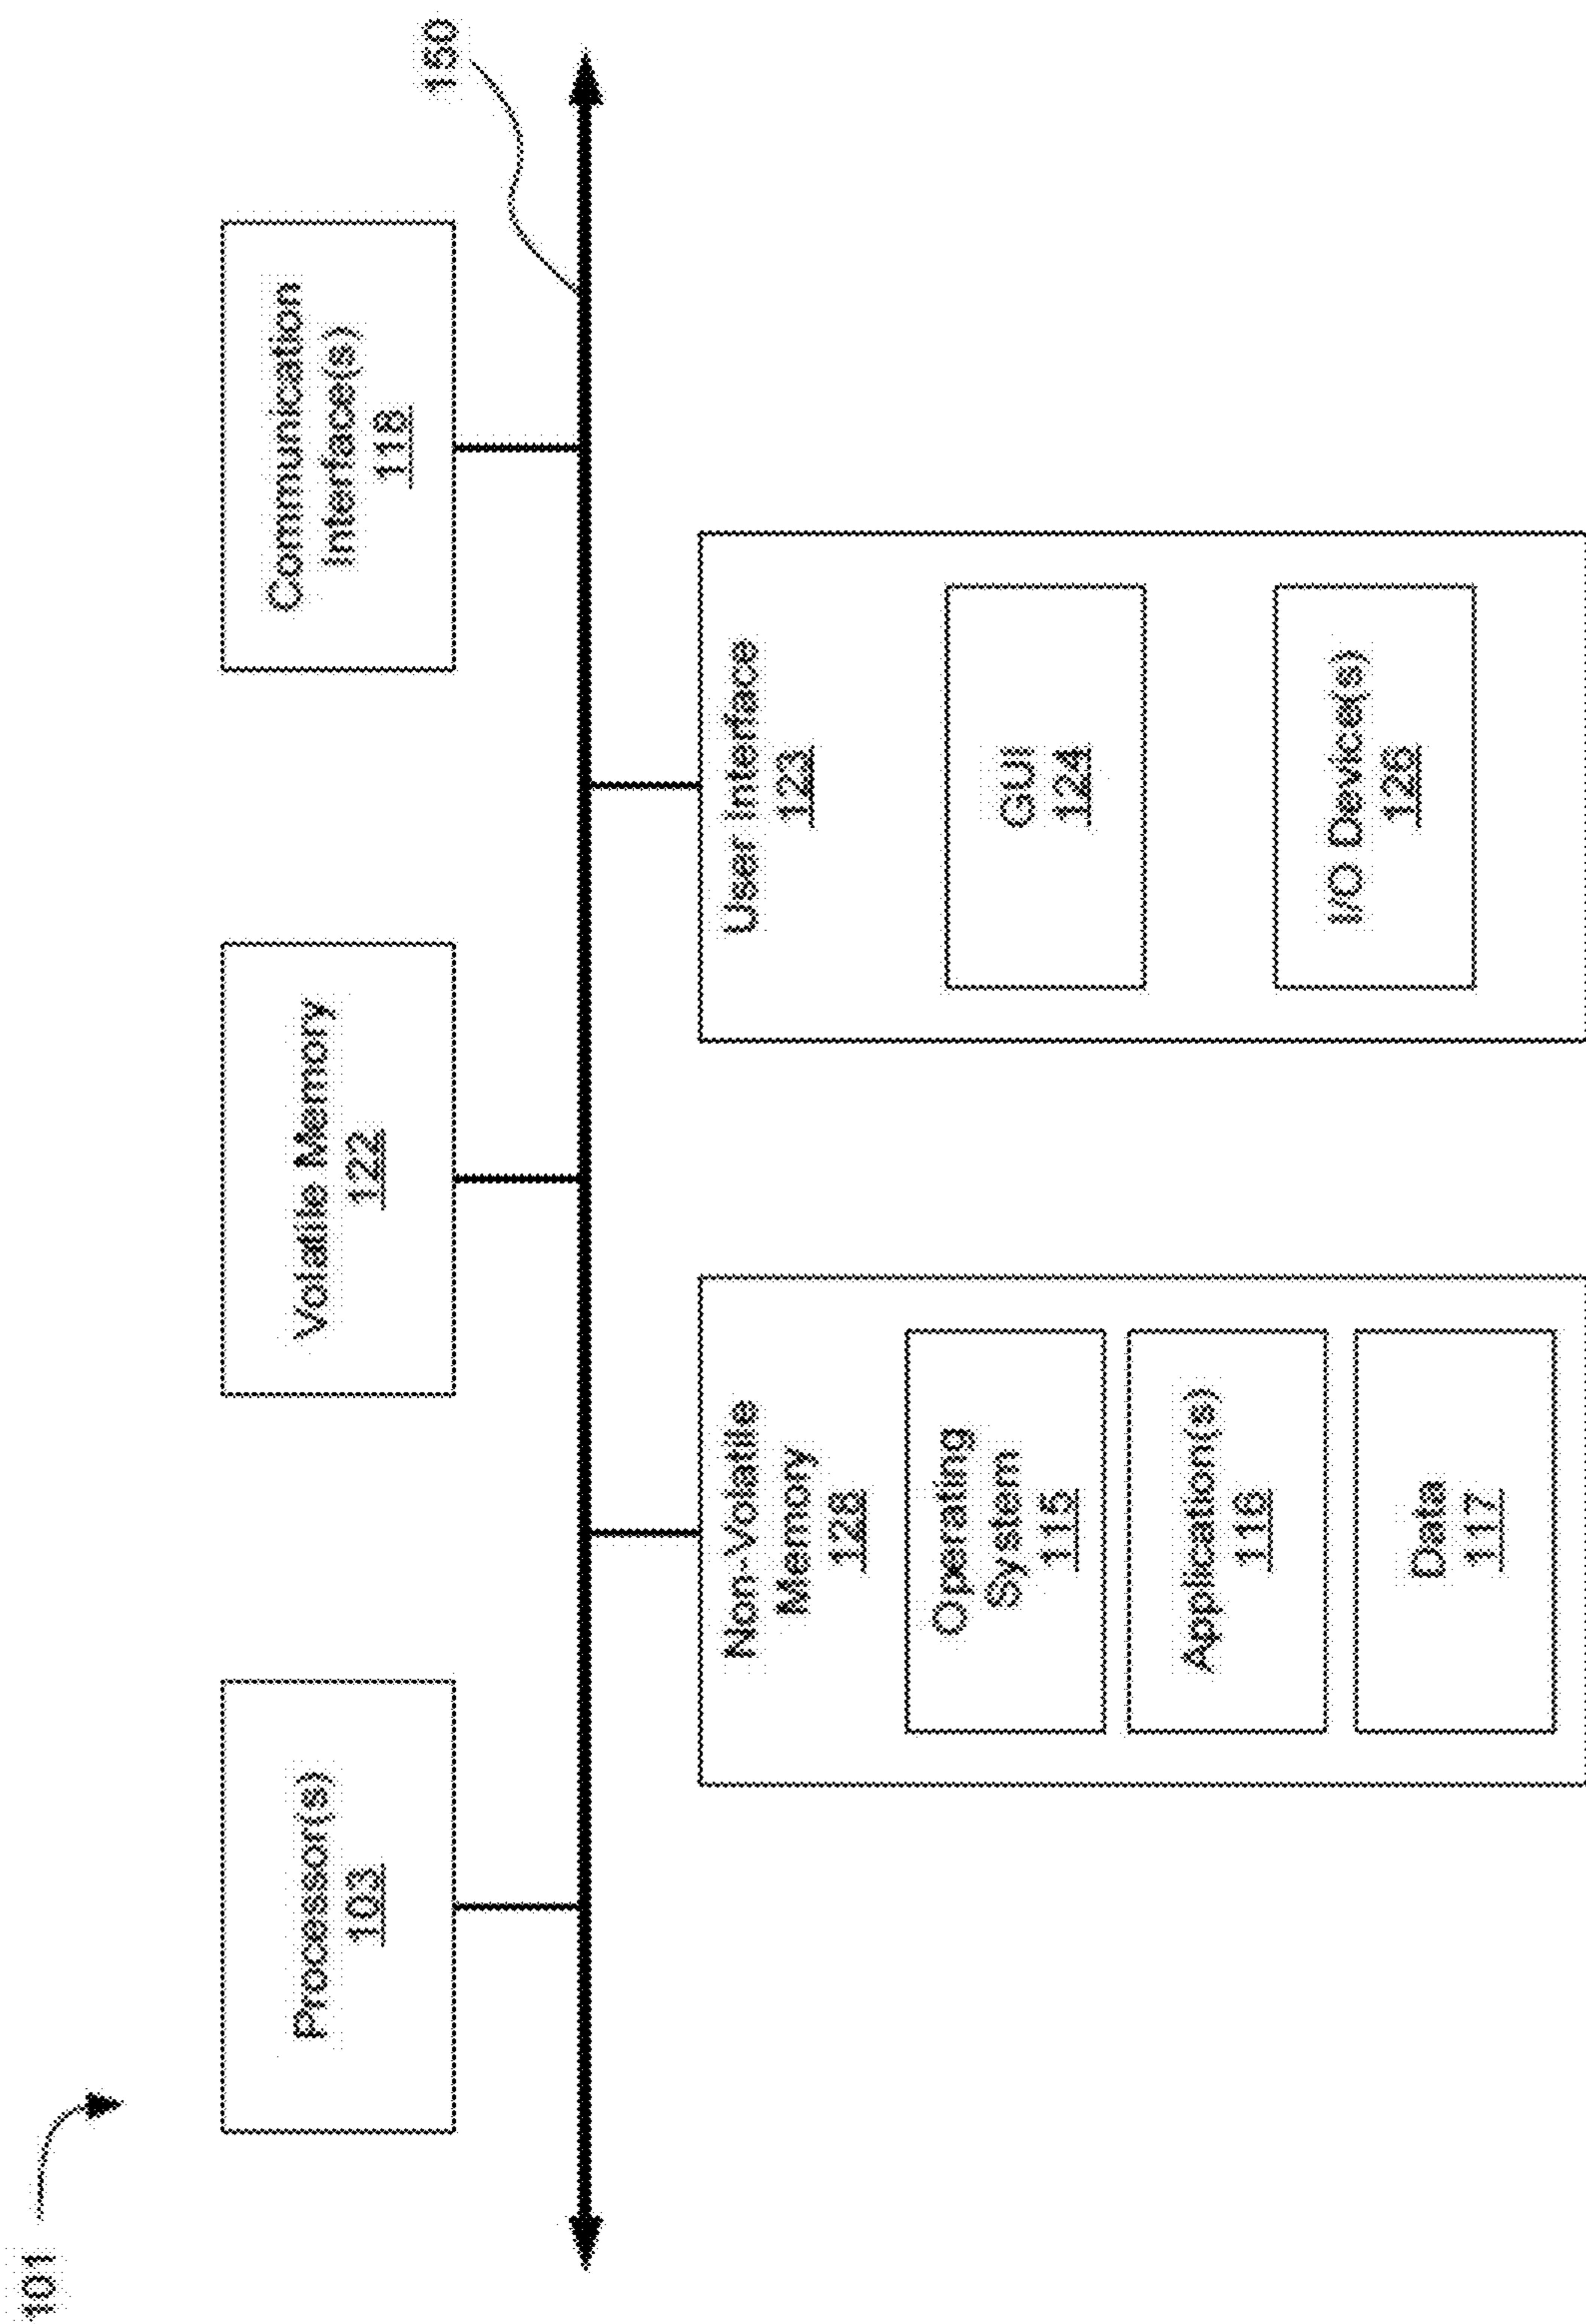 101
Processor(s)
103
Volatile Memory
122
Communication
Interface(s)
118
150
Non-Volatile
Memory
128
Operating
System
115
Application(s)
116
Data
117
User Interface
123
GUI
124
I/O Device(s)
126